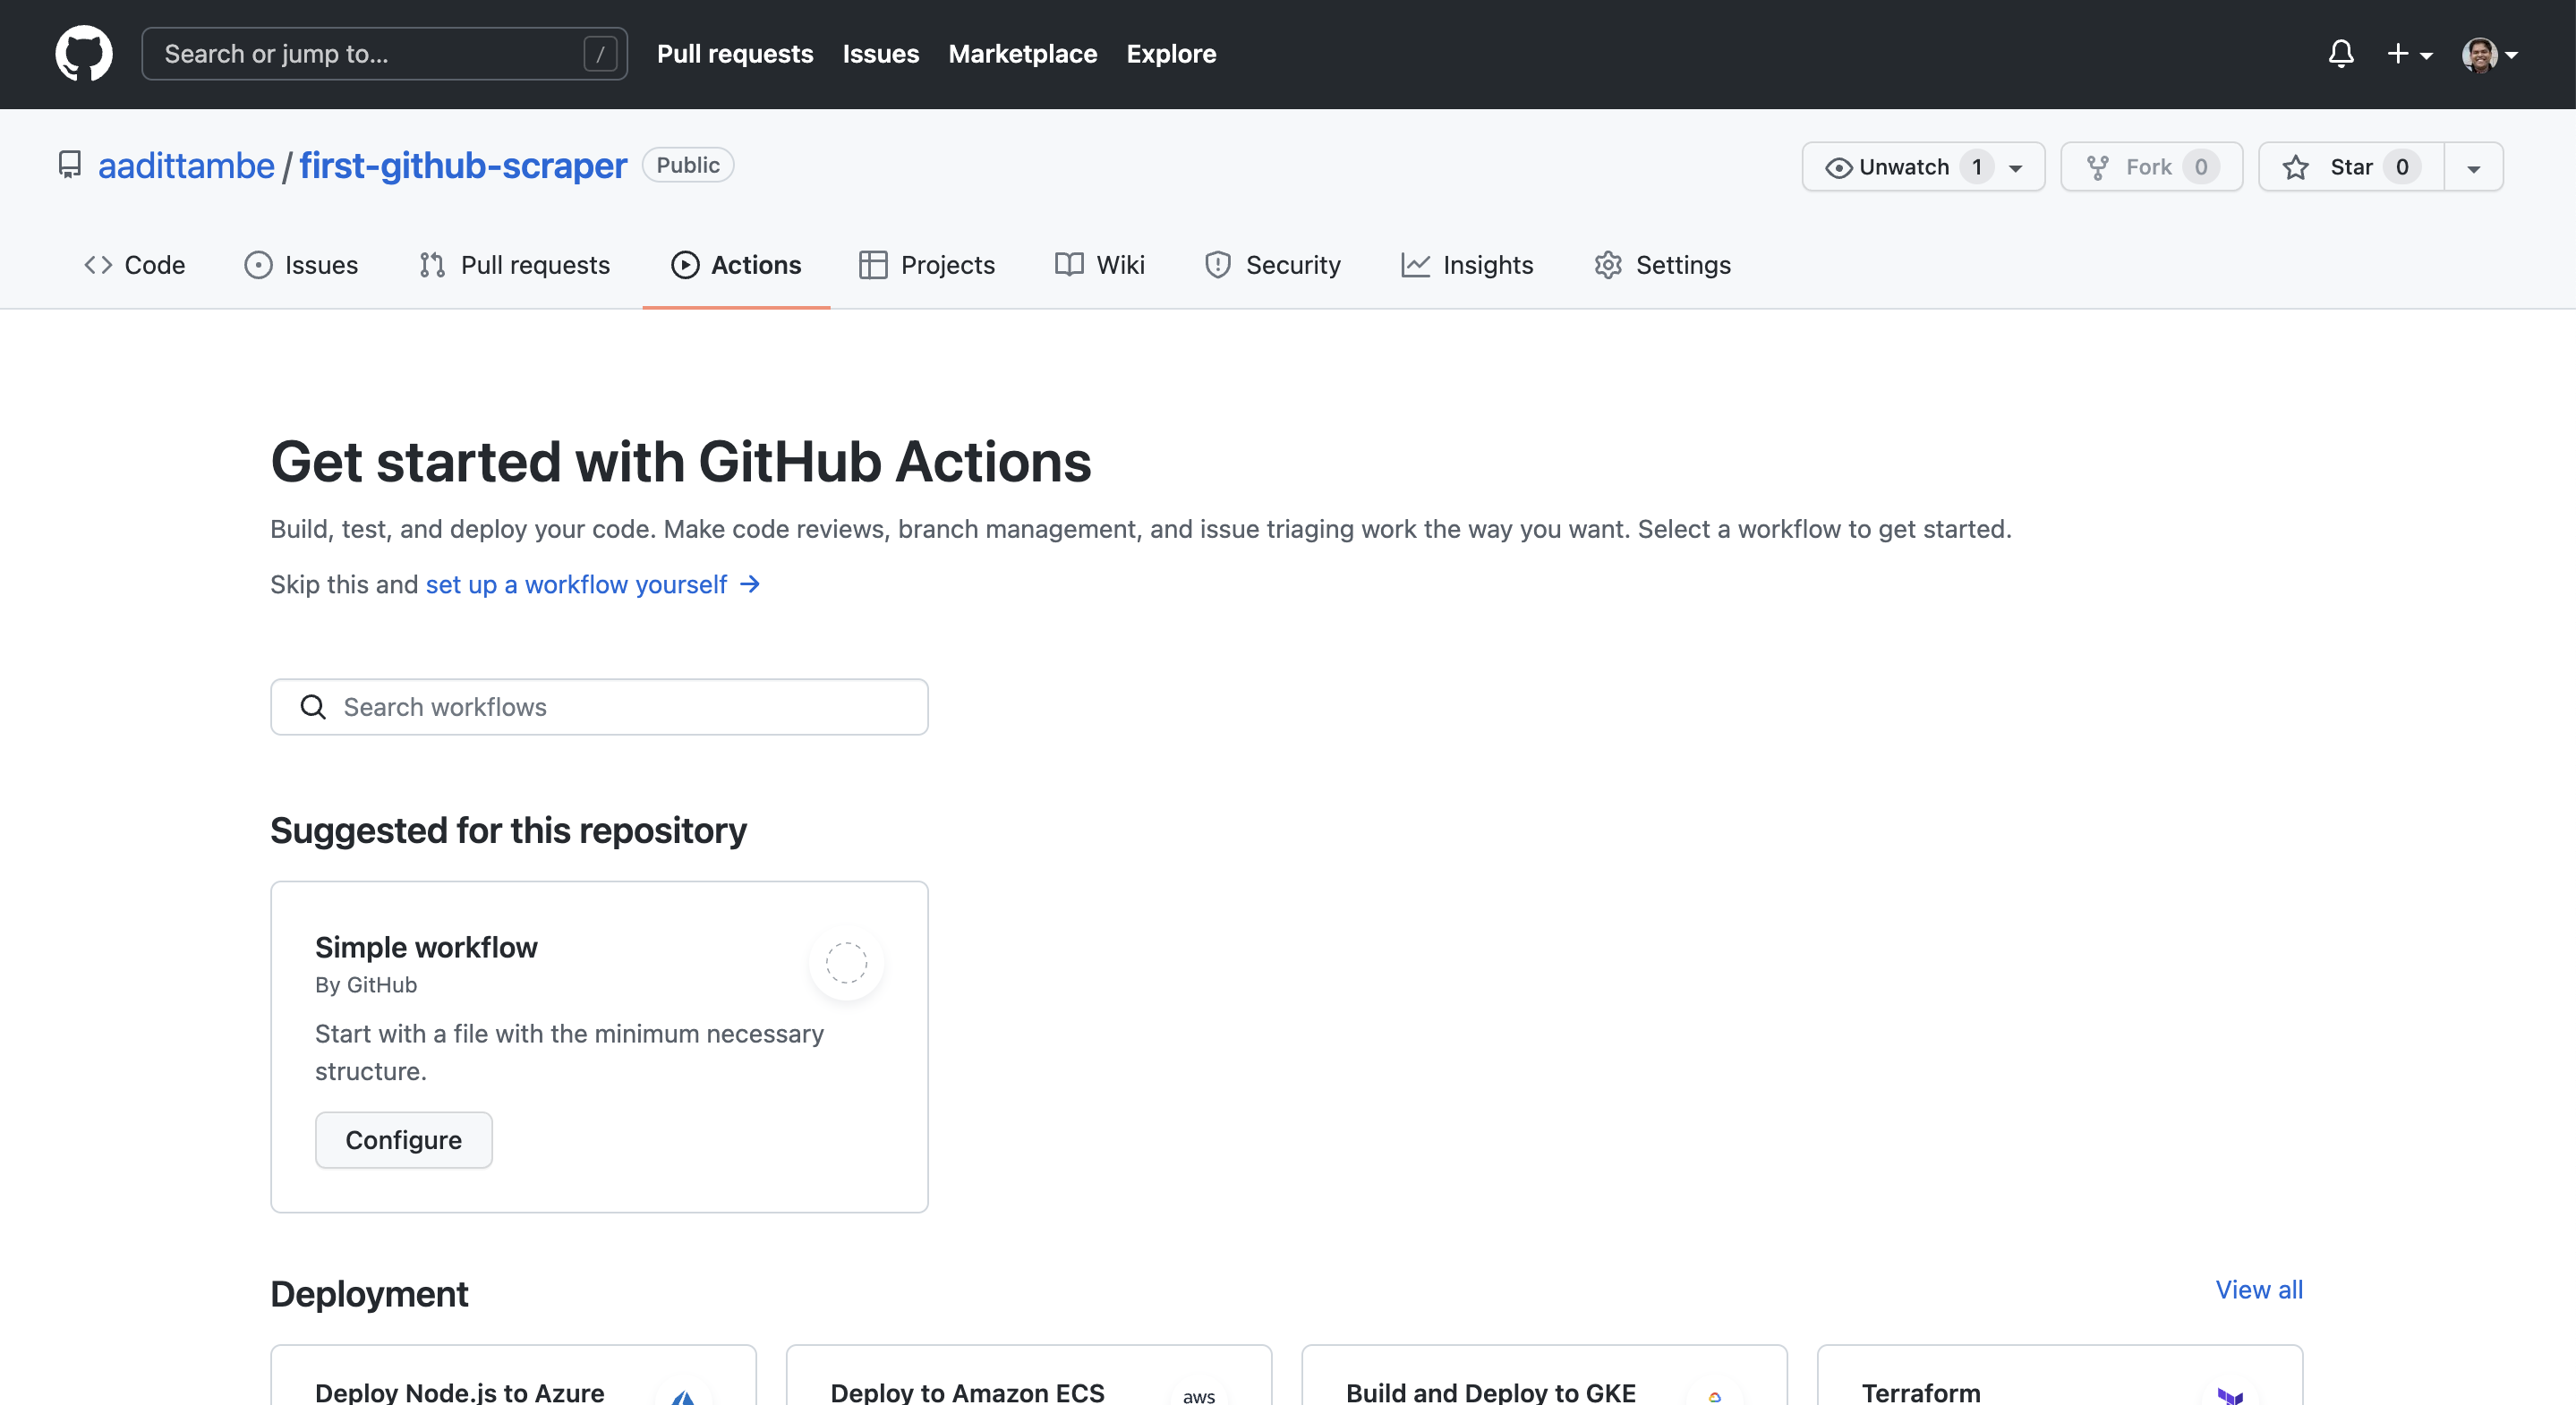 Search or jump to... /
Pull requests Issues Marketplace Explore
aadittambe / first-github-scraper Public
Unwatch 1 Fork 0 Star 0
Code Issues Pull requests Actions Projects Wiki Security Insights Settings
Get started with GitHub Actions
Build, test, and deploy your code. Make code reviews, branch management, and issue triaging work the way you want. Select a workflow to get started.
Skip this and set up a workflow yourself →
Search workflows
Suggested for this repository
Simple workflow
By GitHub
Start with a file with the minimum necessary
structure.
Configure
Deployment
View all
Deploy Node.js to Azure
Deploy to Amazon ECS
aws
Build and Deploy to GKE
Terraform